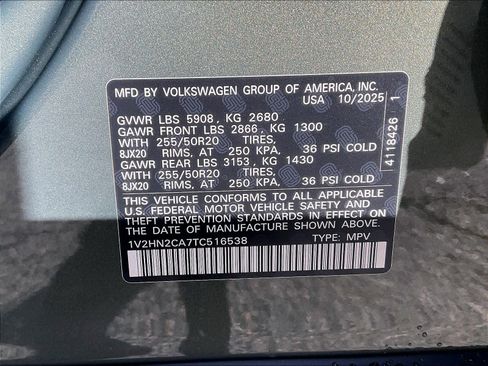 MFD BY VOLKSWAGEN GROUP OF AMERICA, INC.
USA 10/2025
GVWR LBS 5908, KG 2680
GAWR FRONT LBS 2866, KG 1300
WITH 255/50R20
8JX20 RIMS, AT 250 KPA, 36 PSI COLD
GAWR REAR LBS 3153, KG 1430
WITH 255/50R20
8JX20 RIMS, AT 250 KPA, 36 PSI COLD
THIS VEHICLE CONFORMS TO ALL APPLICABLE
U.S. FEDERAL MOTOR VEHICLE SAFETY AND
THEFT PREVENTION STANDARDS IN EFFECT ON
THE DATE OF MANUFACTURE SHOWN ABOVE.
1V2HN2CA7TC516538 TYPE: MPV
4118426 1